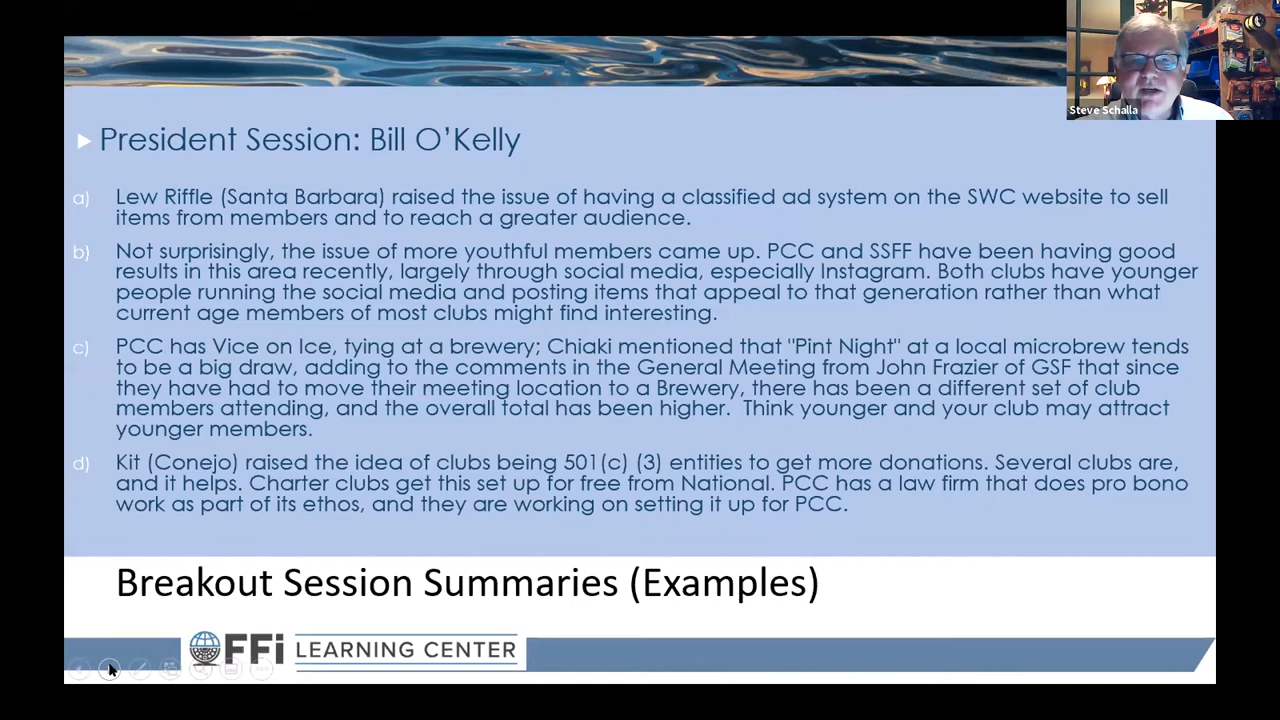 Steve Schalla
President Session: Bill O'Kelly
a) Lew Riffle (Santa Barbara) raised the issue of having a classified ad system on the SWC website to sell
items from members and to reach a greater audience.
b) Not surprisingly, the issue of more youthful members came up. PCC and SSFF have been having good
results in this area recently, largely through social media, especially Instagram. Both clubs have younger
people running the social media and posting items that appeal to that generation rather than what
current age members of most clubs might find interesting.
c) PCC has Vice on Ice, tying at a brewery; Chiaki mentioned that "Pint Night" at a local microbrew tends
to be a big draw, adding to the comments in the General Meeting from John Frazier of GSF that since
they have had to move their meeting location to a Brewery, there has been a different set of club
members attending, and the overall total has been higher.  Think younger and your club may attract
younger members.
d) Kit (Conejo) raised the idea of clubs being 501(c) (3) entities to get more donations. Several clubs are,
and it helps. Charter clubs get this set up for free from National. PCC has a law firm that does pro bono
work as part of its ethos, and they are working on setting it up for PCC.
Breakout Session Summaries (Examples)
FFi LEARNING CENTER